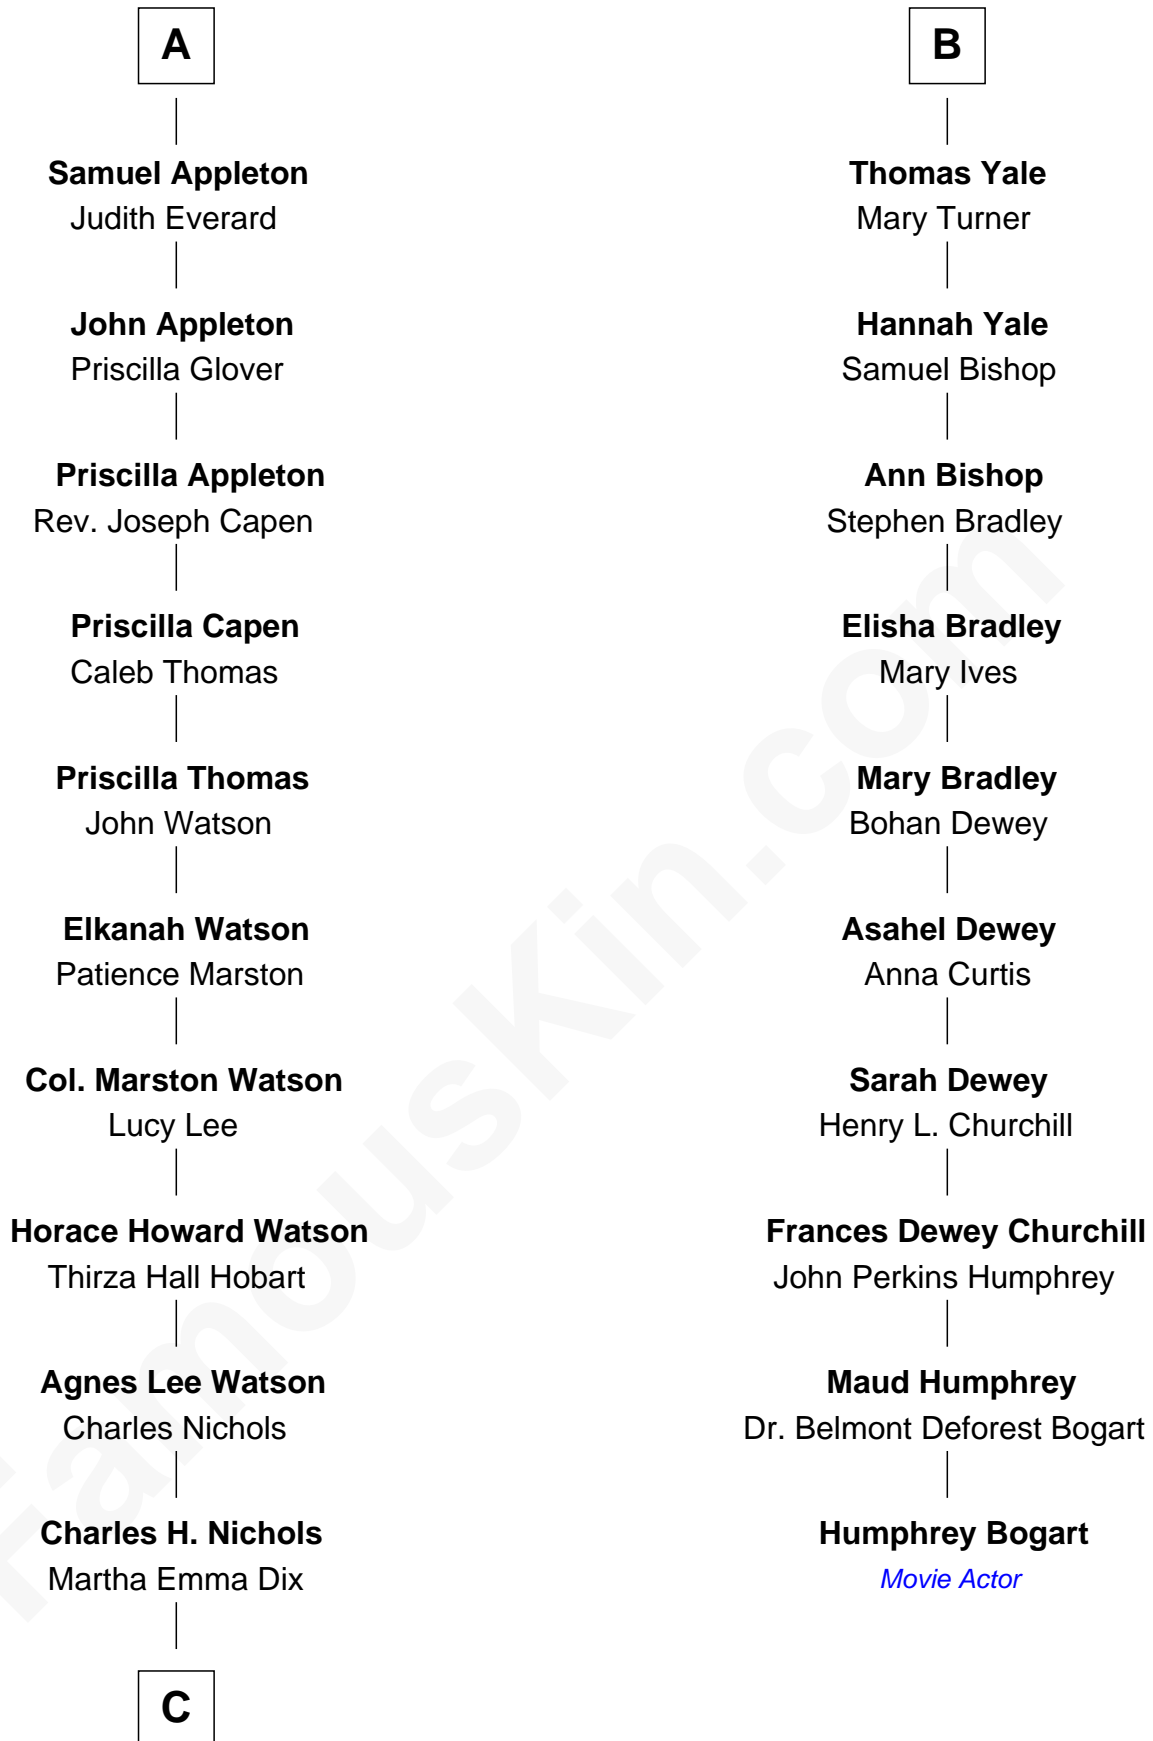 A
Samuel Appleton
Judith Everard
John Appleton
Priscilla Glover
Priscilla Appleton
Rev. Joseph Capen
Priscilla Capen
Caleb Thomas
Priscilla Thomas
John Watson
Elkanah Watson
Patience Marston
Col. Marston Watson
Lucy Lee
Horace Howard Watson
Thirza Hall Hobart
Agnes Lee Watson
Charles Nichols
Charles H. Nichols
Martha Emma Dix
C
B
Thomas Yale
Mary Turner
Hannah Yale
Samuel Bishop
Ann Bishop
Stephen Bradley
Elisha Bradley
Mary Ives
Mary Bradley
Bohan Dewey
Asahel Dewey
Anna Curtis
Sarah Dewey
Henry L. Churchill
Frances Dewey Churchill
John Perkins Humphrey
Maud Humphrey
Dr. Belmont Deforest Bogart
Humphrey Bogart
Movie Actor
FamousKin.com